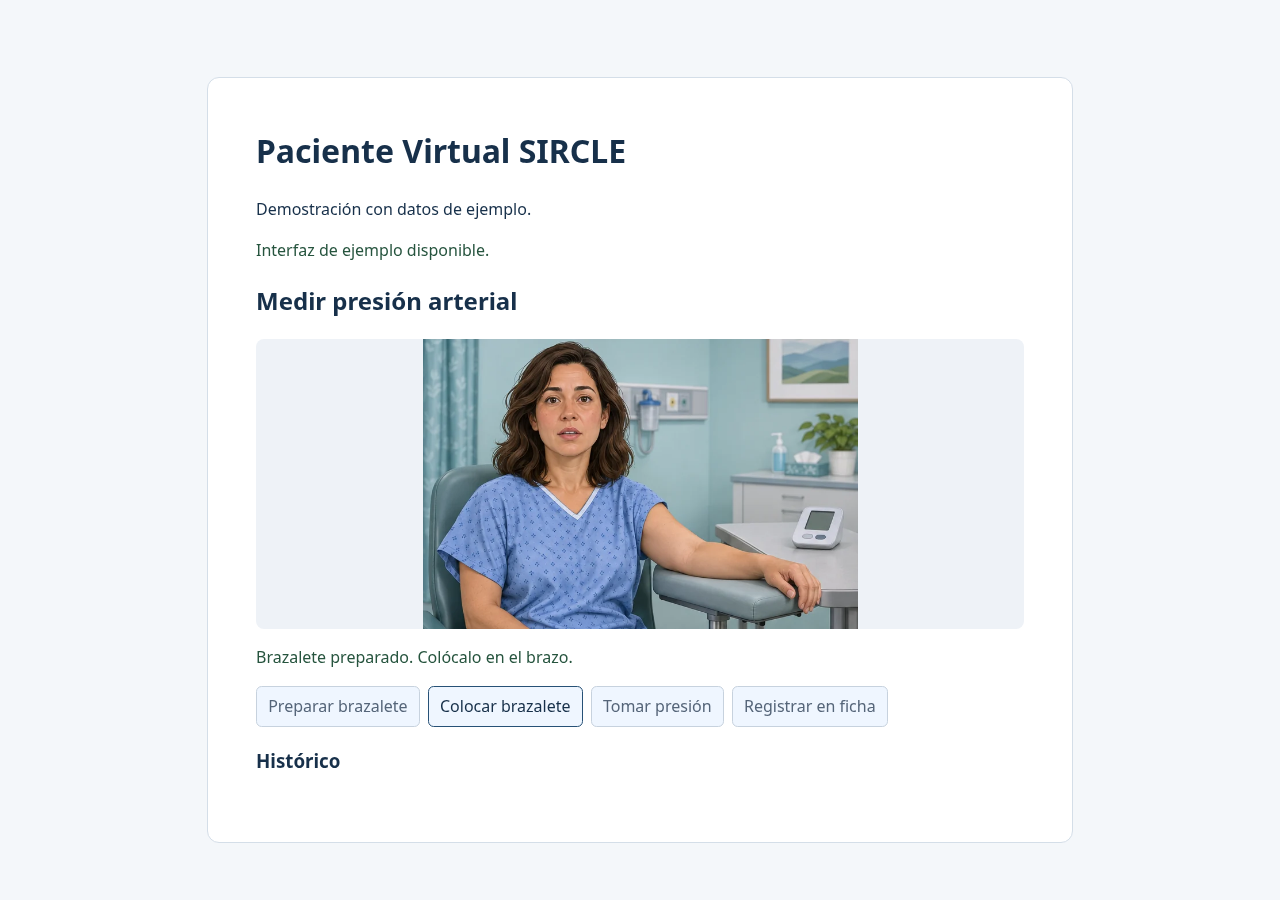 Paciente Virtual SIRCLE
Demostración con datos de ejemplo.
Interfaz de ejemplo disponible.
Medir presión arterial
Brazalete preparado. Colócalo en el brazo.
Preparar brazalete
Colocar brazalete
Tomar presión
Registrar en ficha
Histórico